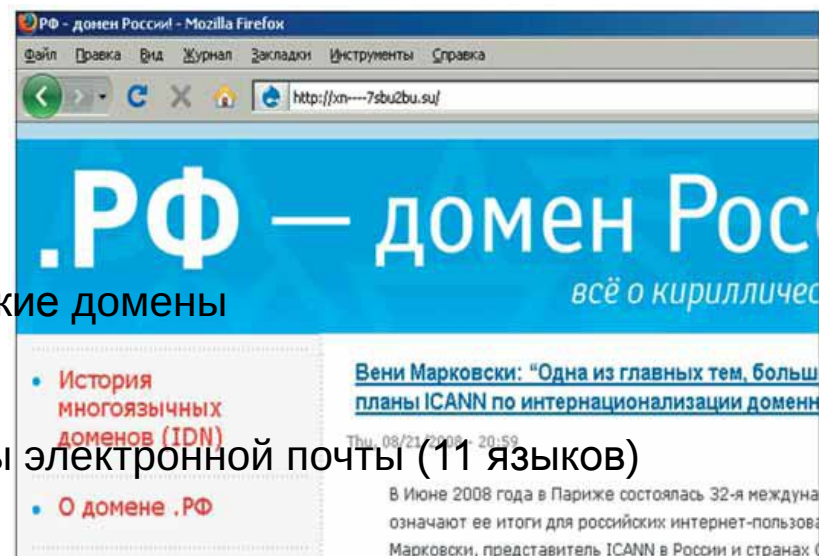 РФ - домен России! - Mozilla Firefox
Файл Правка Вид Журнал Закладки Инструменты Справка
http://xn----7sbu2bu.su/
.РФ — домен Рос
всё о кирилличес
кие домены
История
многоязычных
доменов (IDN)
Вени Марковски: “Одна из главных тем, больш
планы ICANN по интернационализации доменн
Thu, 08/21/2008 - 20:59
ы электронной почты (11 языков)
О домене .РФ
В Июне 2008 года в Париже состоялась 32-я междуна
означают ее итоги для российских интернет-пользова
Марковски, представитель ICANN в России и странах